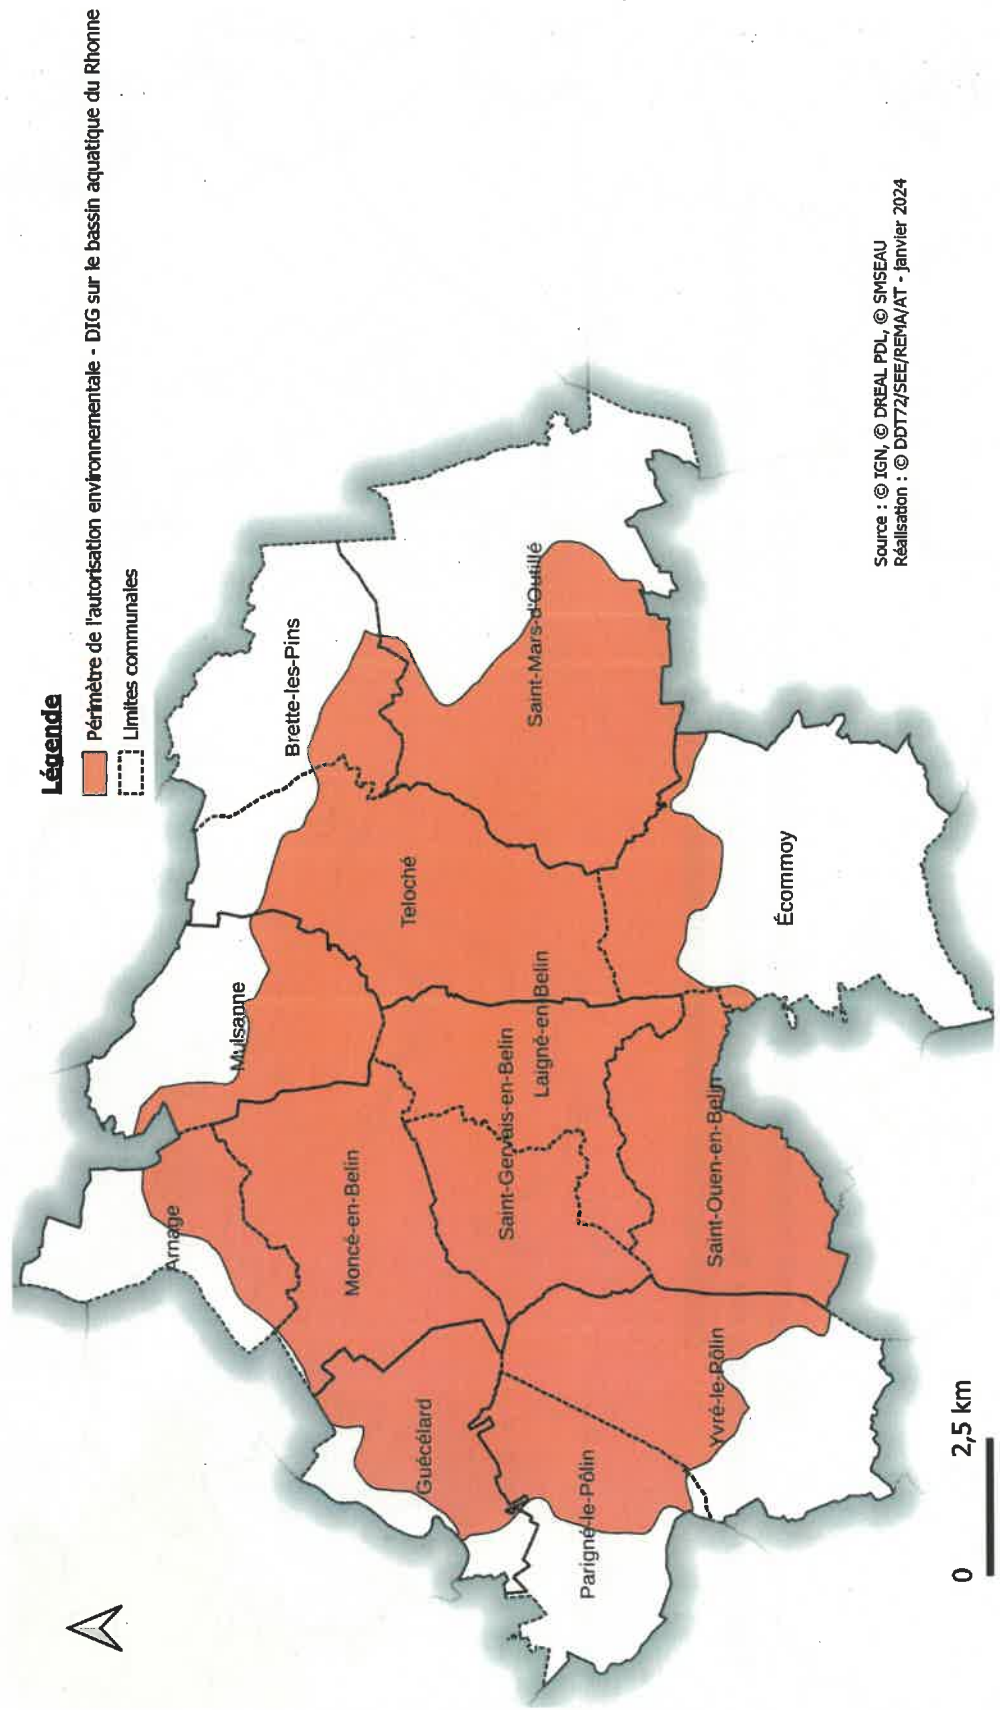 Légende
Périmètre de l'autorisation environnementale - DIG sur le bassin aquatique du Rhonne
Limites communales
Arnage
Mulsanne
Brette-les-Pins
Moncé-en-Belin
Teloché
Guécélard
Saint-Gervais-en-Belin
Laigné-en-Belin
Saint-Mars-d'Outillé
Parigné-le-Pôlin
Yvré-le-Pôlin
Saint-Ouen-en-Belin
Écommoy
0 2,5 km
Source : © IGN, © DREAL PDL, © SMSEAU
Réalisation : © DDT72/SEE/REMA/AT - janvier 2024